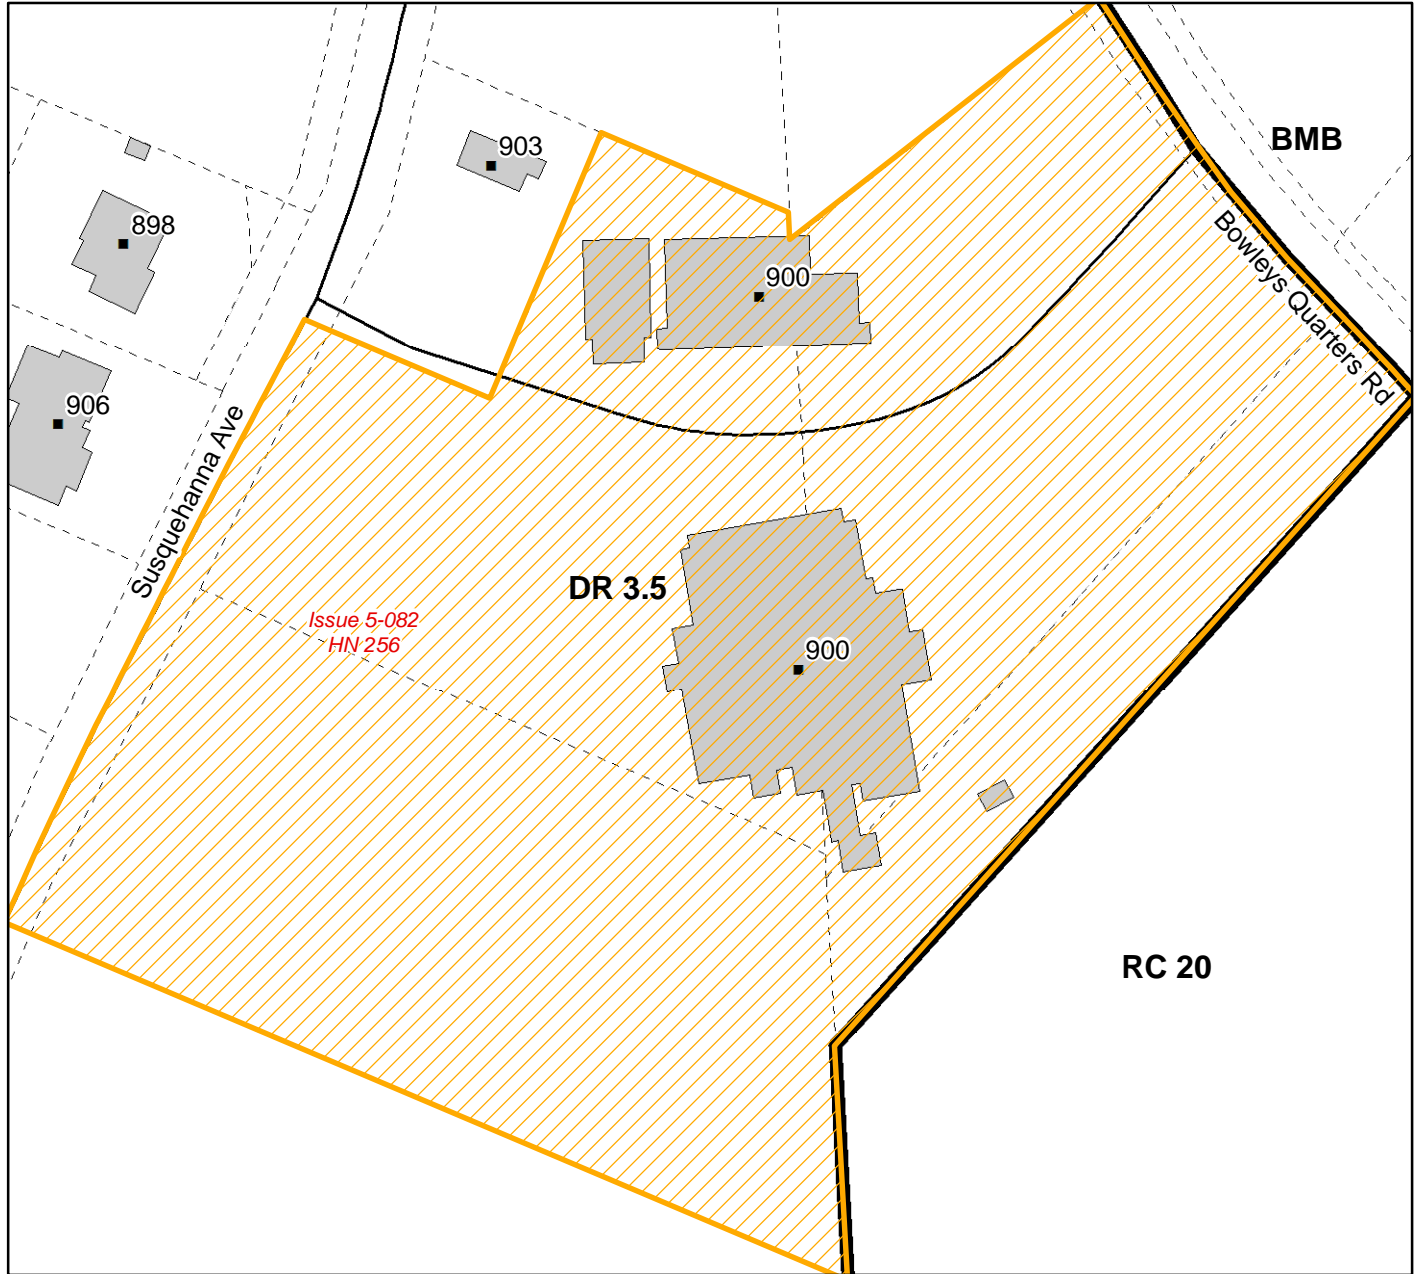 BMB
903
898
Bowleys Quarters Rd
900
906
Susquehanna Ave
DR 3.5
Issue 5-082
HN 256
900
RC 20